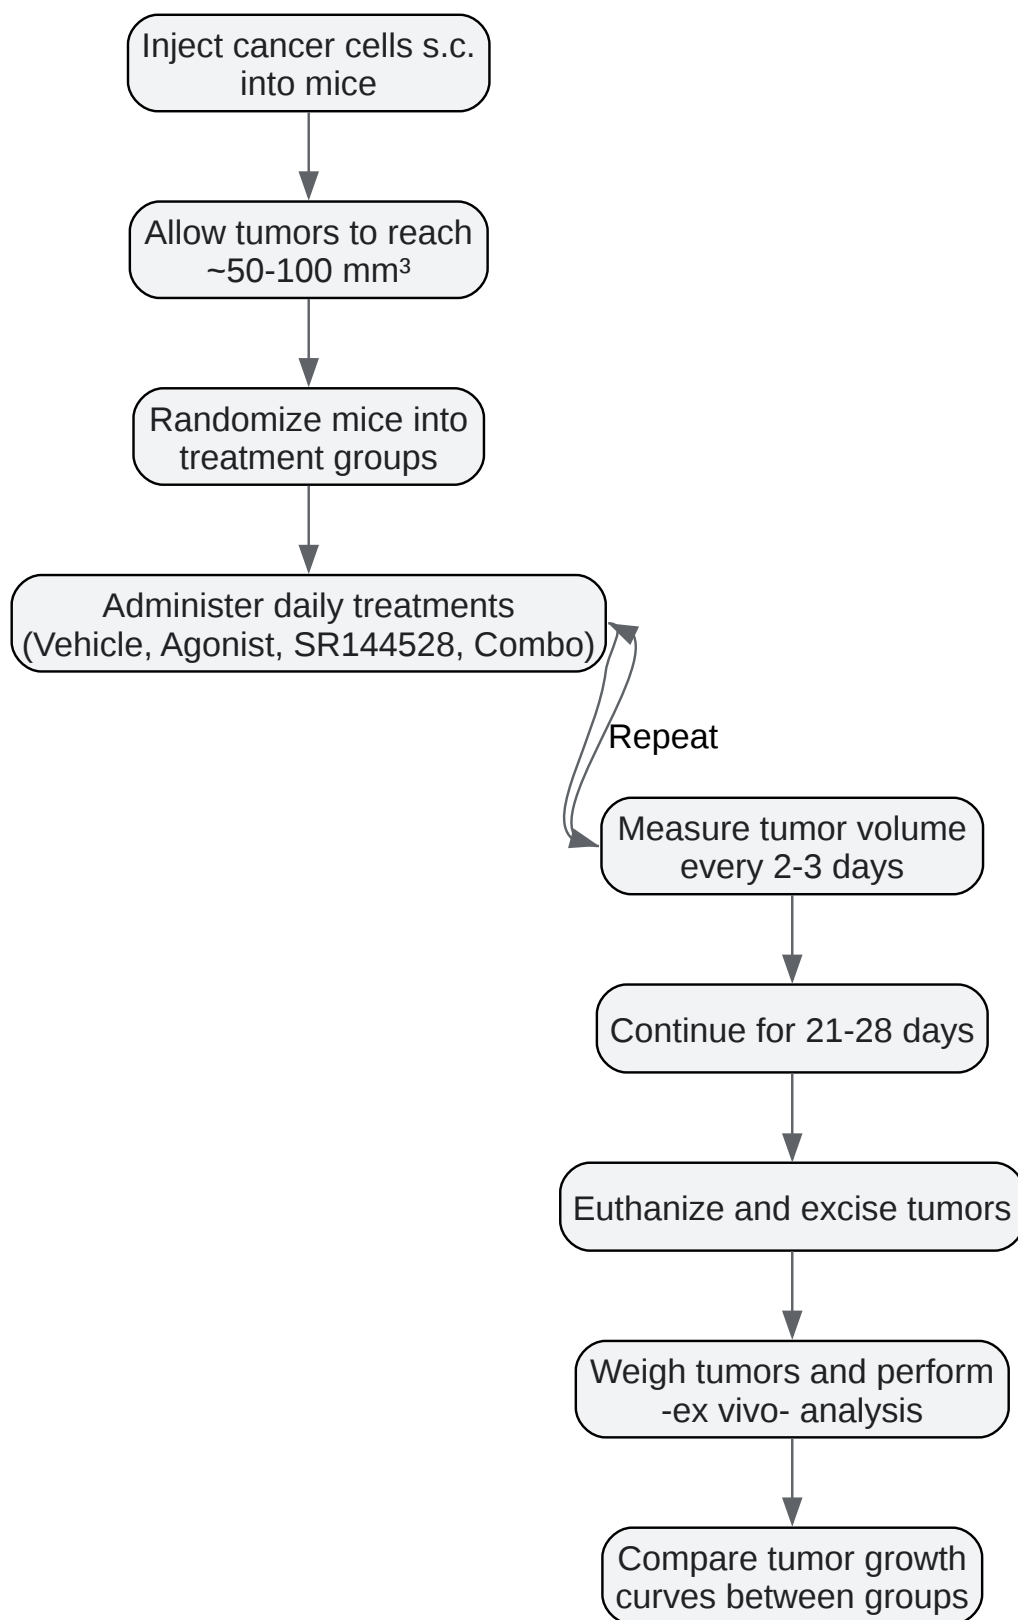 Inject cancer cells s.c.
into mice
Allow tumors to reach
~50-100 mm³
Randomize mice into
treatment groups
Administer daily treatments
(Vehicle, Agonist, SR144528, Combo)
Repeat
Measure tumor volume
every 2-3 days
Continue for 21-28 days
Euthanize and excise tumors
Weigh tumors and perform
-ex vivo- analysis
Compare tumor growth
curves between groups